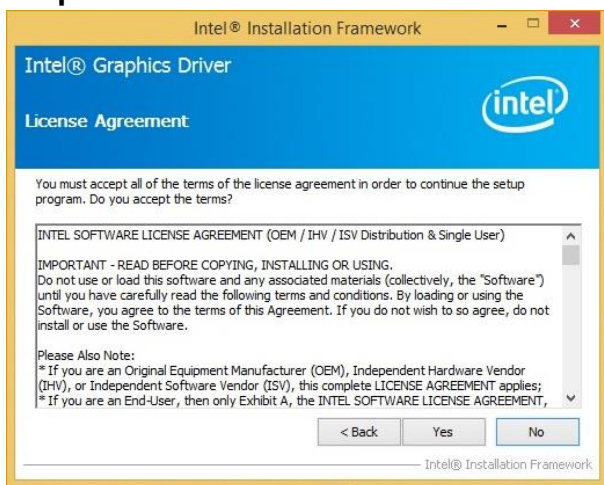 Intel® Installation Framework
Intel® Graphics Driver
intel
License Agreement
You must accept all of the terms of the license agreement in order to continue the setup
program. Do you accept the terms?
INTEL SOFTWARE LICENSE AGREEMENT (OEM / IHV / ISV Distribution & Single User)
IMPORTANT - READ BEFORE COPYING, INSTALLING OR USING.
Do not use or load this software and any associated materials (collectively, the "Software")
until you have carefully read the following terms and conditions. By loading or using the
Software, you agree to the terms of this Agreement. If you do not wish to so agree, do not
install or use the Software.
Please Also Note:
* If you are an Original Equipment Manufacturer (OEM), Independent Hardware Vendor
(IHV), or Independent Software Vendor (ISV), this complete LICENSE AGREEMENT applies;
* If you are an End-User, then only Exhibit A, the INTEL SOFTWARE LICENSE AGREEMENT,
< Back Yes No
Intel® Installation Framework